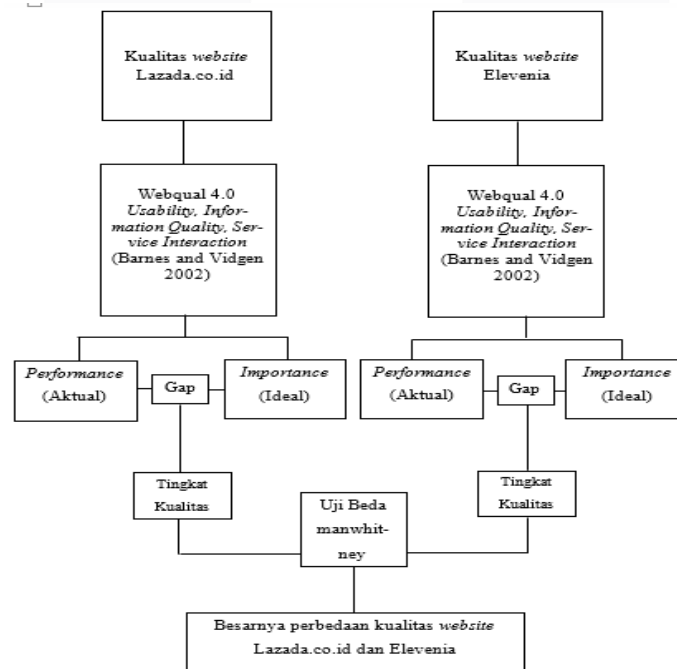 Kualitas website
Lazada.co.id
Kualitas website
Elevenia
Webqual 4.0
Usability, Infor-
mation Quality, Ser-
vice Interaction
(Barnes and Vidgen
2002)
Webqual 4.0
Usability, Infor-
mation Quality, Ser-
vice Interaction
(Barnes and Vidgen
2002)
Performance
(Aktual)
Gap
Importance
(Ideal)
Performance
(Aktual)
Gap
Importance
(Ideal)
Tingkat
Kualitas
Tingkat
Kualitas
Uji Beda
manwhit-
ney
Besarnya perbedaan kualitas website
Lazada.co.id dan Elevenia